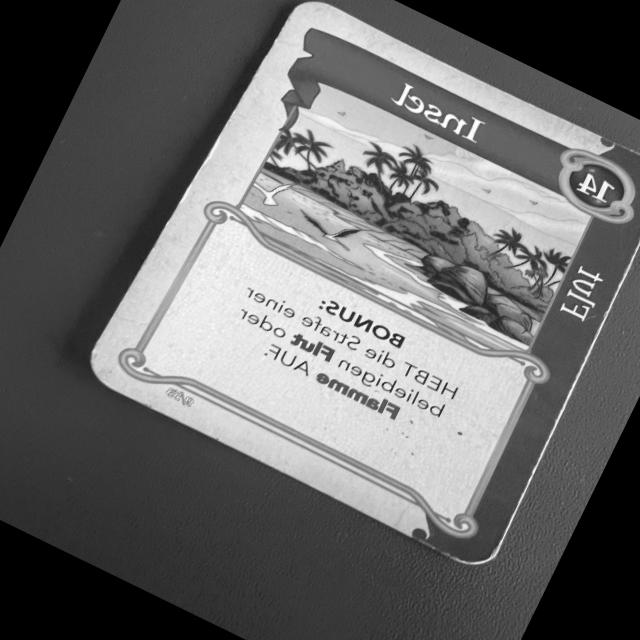 14
Insel
Flut
BONUS:
HEBT die Strafe einer
beliebigen Flut oder
Flamme AUF.